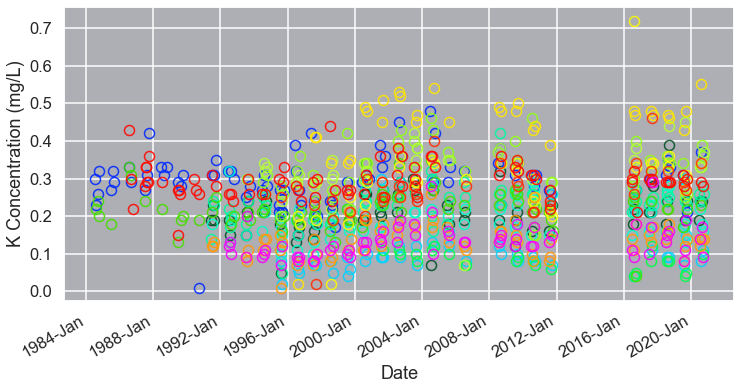 0.7
0.6
0.5
0.4
0.3
0.2
0.1
0.0
K Concentration (mg/L)
1984-Jan
1988-Jan
1992-Jan
1996-Jan
2000-Jan
2004-Jan
2008-Jan
2012-Jan
2016-Jan
2020-Jan
Date